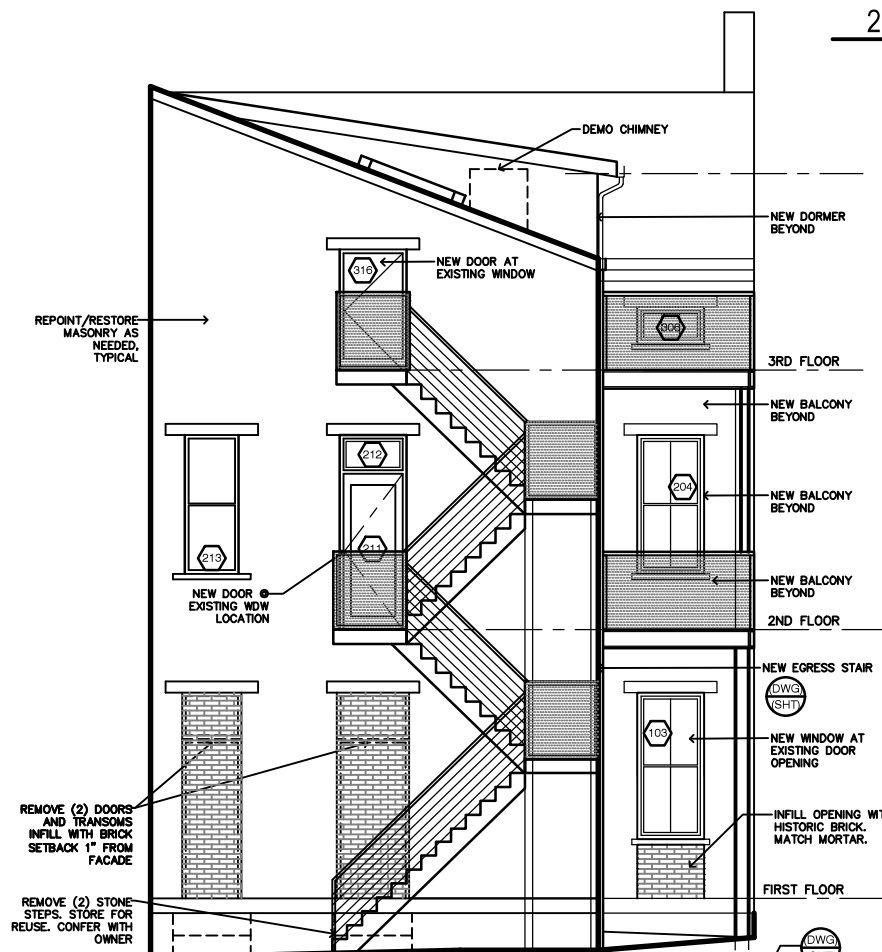 2
DEMO CHIMNEY
NEW DORMER
BEYOND
316
NEW DOOR AT
EXISTING WINDOW
REPOINT/RESTORE
MASONRY AS
NEEDED,
TYPICAL
306
3RD FLOOR
NEW BALCONY
BEYOND
212
204
NEW BALCONY
BEYOND
213
211
NEW DOOR @
EXISTING WDW
LOCATION
NEW BALCONY
BEYOND
2ND FLOOR
NEW EGRESS STAIR
DWG
SHT
103
NEW WINDOW AT
EXISTING DOOR
OPENING
REMOVE (2) DOORS
AND TRANSOMS
INFILL WITH BRICK
SETBACK 1" FROM
FACADE
INFILL OPENING WIT
HISTORIC BRICK.
MATCH MORTAR.
FIRST FLOOR
REMOVE (2) STONE
STEPS. STORE FOR
REUSE. CONFER WITH
OWNER
DWG